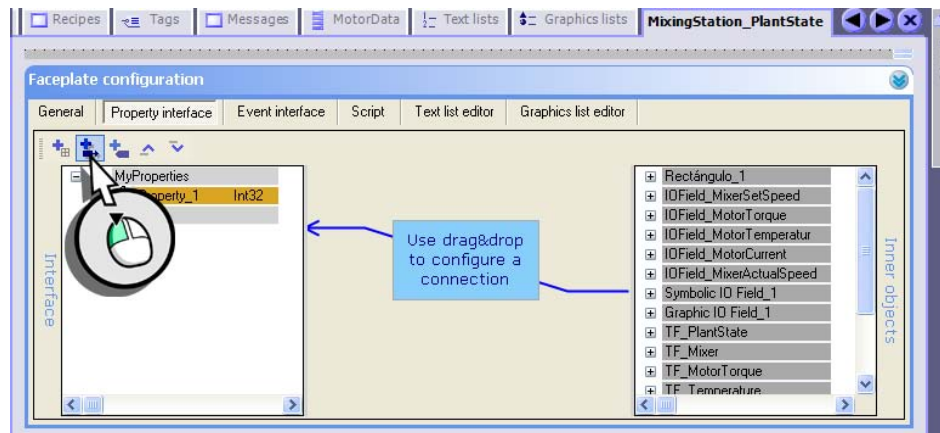 Recipes Tags Messages MotorData Text lists Graphics lists MixingStation_PlantState
Faceplate configuration
General Property interface Event interface Script Text list editor Graphics list editor
MyProperties
Property_1 Int32
Interface
Use drag&drop
to configure a
connection
Rectángulo_1
IOField_MixerSetSpeed
IOField_MotorTorque
IOField_MotorTemperatur
IOField_MotorCurrent
IOField_MixerActualSpeed
Symbolic IO Field_1
Graphic IO Field_1
TF_PlantState
TF_Mixer
TF_MotorTorque
TF_Temperature
Inner objects